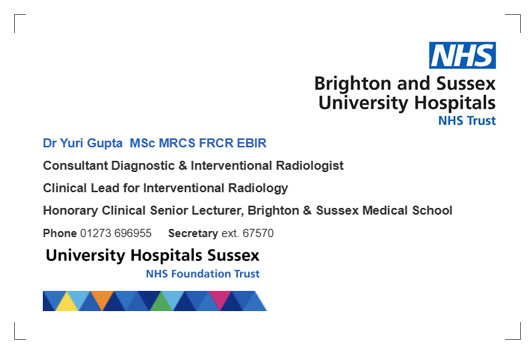 NHS
Brighton and Sussex
University Hospitals
NHS Trust
Dr Yuri Gupta MSc MRCS FRCR EBIR
Consultant Diagnostic & Interventional Radiologist
Clinical Lead for Interventional Radiology
Honorary Clinical Senior Lecturer, Brighton & Sussex Medical School
Phone 01273 696955 Secretary ext. 67570
University Hospitals Sussex
NHS Foundation Trust